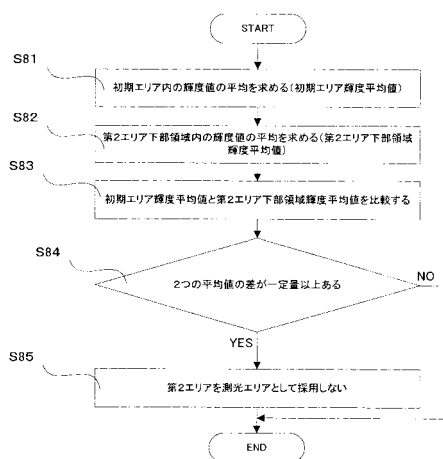 START
S81
初期エリア内の輝度値の平均を求める(初期エリア輝度平均値)
S82
第2エリア下部領域内の輝度値の平均を求める(第2エリア下部領域
輝度平均値)
S83
初期エリア輝度平均値と第2エリア下部領域輝度平均値を比較する
S84
2つの平均値の差が一定量以上ある
NO
YES
S85
第2エリアを測光エリアとして採用しない
END